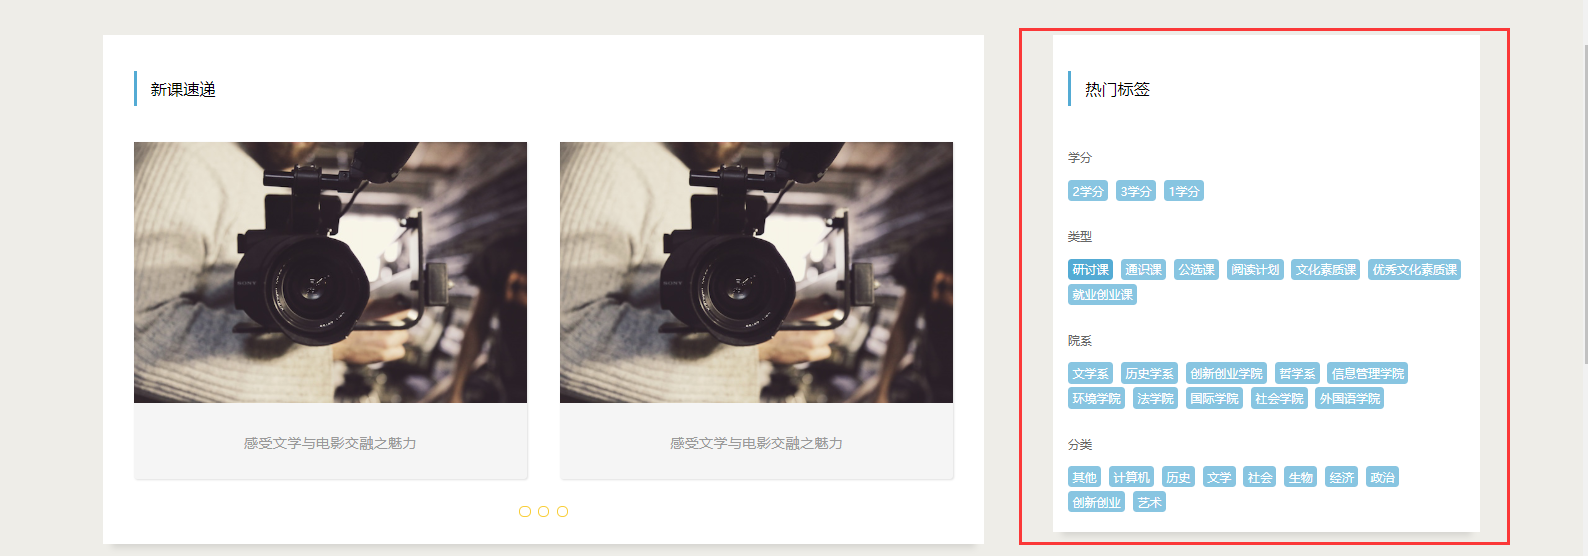 新课速递
SONY
SONY
感受文学与电影交融之魅力
感受文学与电影交融之魅力
热门标签
学分
2学分 3学分 1学分
类型
研讨课 通识课 公选课 阅读计划 文化素质课 优秀文化素质课
就业创业课
院系
文学系 历史学系 创新创业学院 哲学系 信息管理学院
环境学院 法学院 国际学院 社会学院 外国语学院
分类
其他 计算机 历史 文学 社会 生物 经济 政治
创新创业 艺术